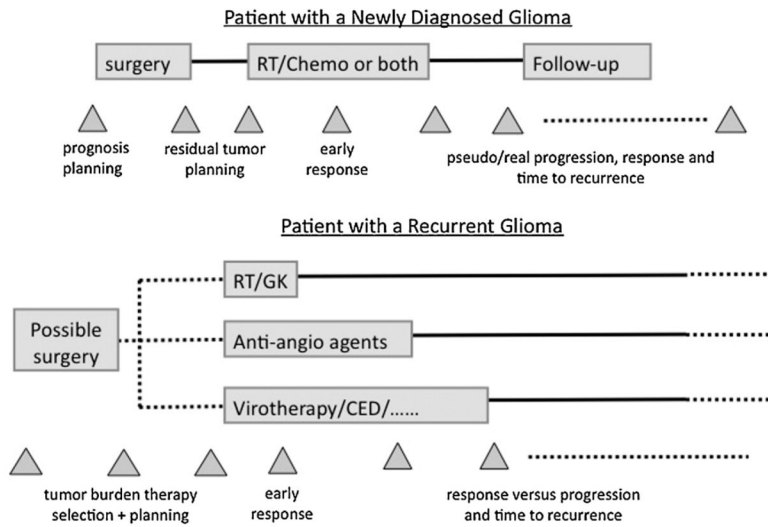 Patient with a Newly Diagnosed Glioma
surgery
RT/Chemo or both
Follow-up
prognosis
planning
residual tumor
planning
early
response
pseudo/real progression, response and
time to recurrence
Patient with a Recurrent Glioma
RT/GK
Possible
surgery
Anti-angio agents
Virotherapy/CED/......
tumor burden therapy
selection + planning
early
response
response versus progression
and time to recurrence